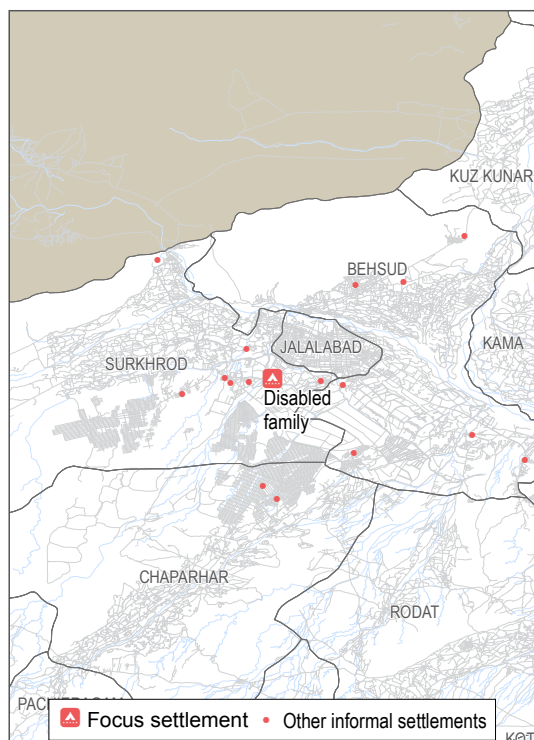 KUZ KUNAR
BEHSUD
KAMA
JALALABAD
SURKHROD
Disabled
family
CHAPARHAR
RODAT
Focus settlement
Other informal settlements